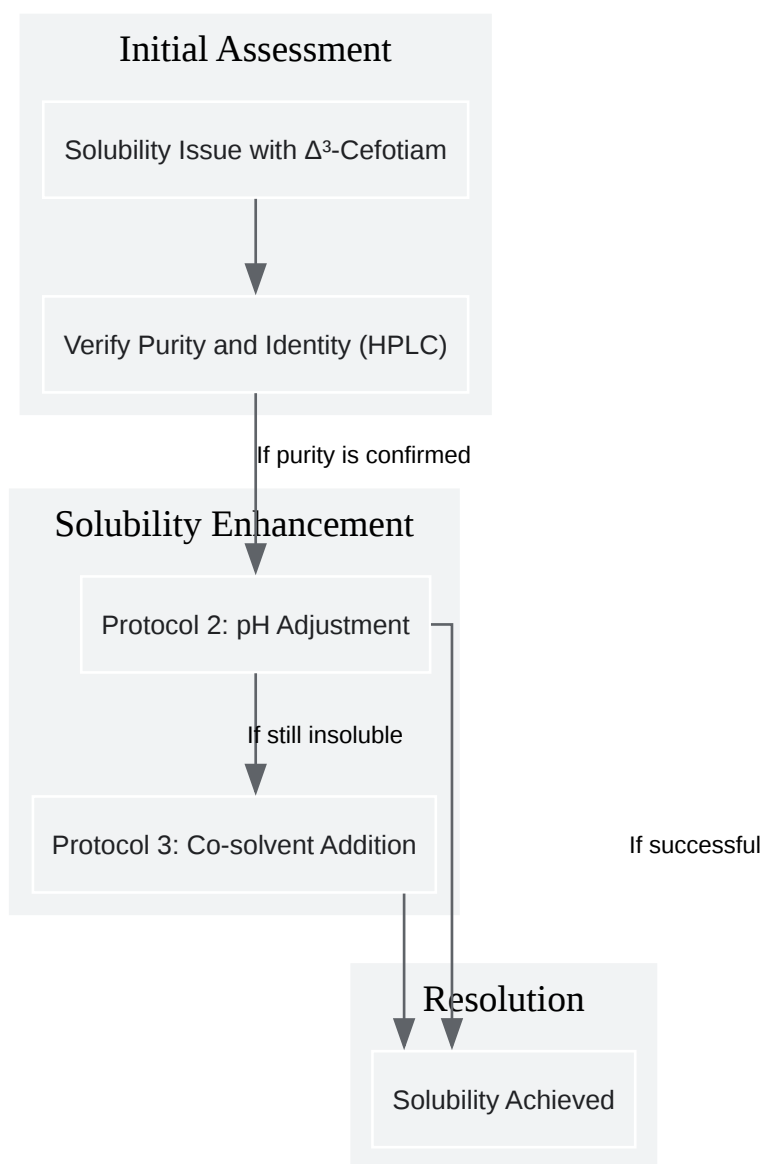 Initial Assessment
Solubility Issue with Δ³-Cefotiam
Verify Purity and Identity (HPLC)
If purity is confirmed
Solubility Enhancement
Protocol 2: pH Adjustment
If still insoluble
Protocol 3: Co-solvent Addition
If successful
Resolution
Solubility Achieved